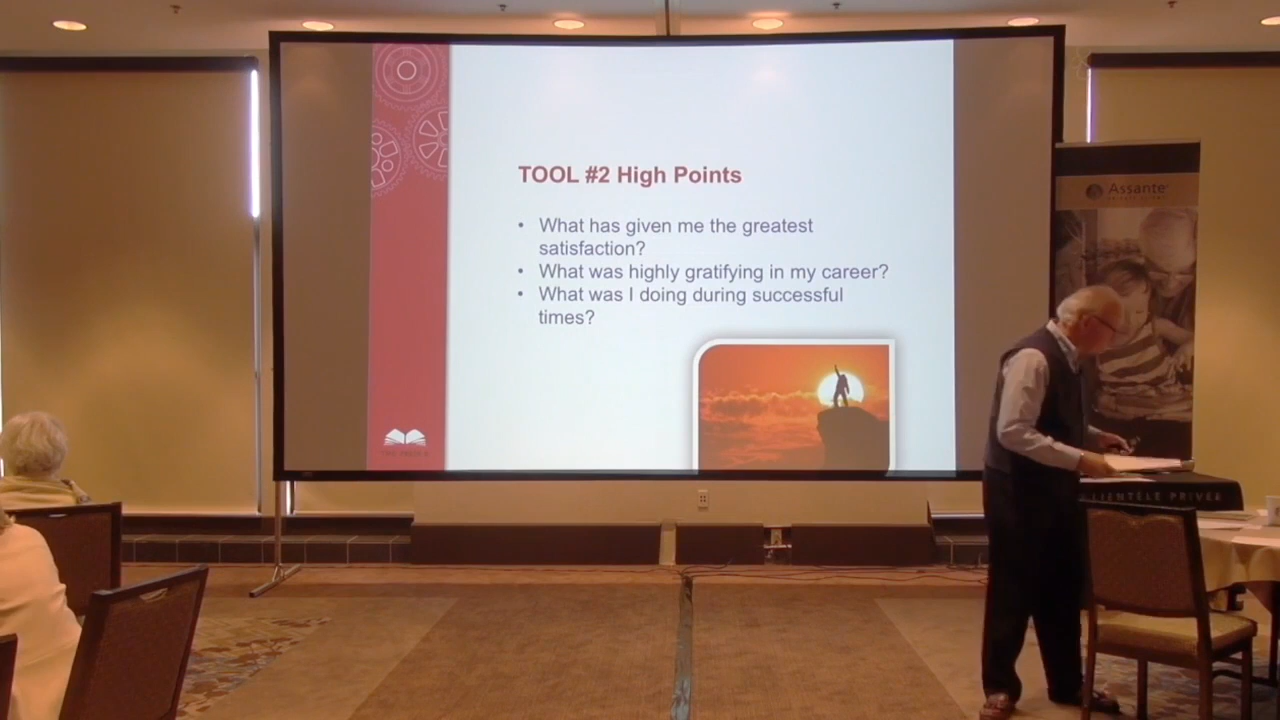 TOOL #2 High Points
• What has given me the greatest
satisfaction?
• What was highly gratifying in my career?
• What was I doing during successful
times?
Assante
CLIENTÈLE PRIVÉE